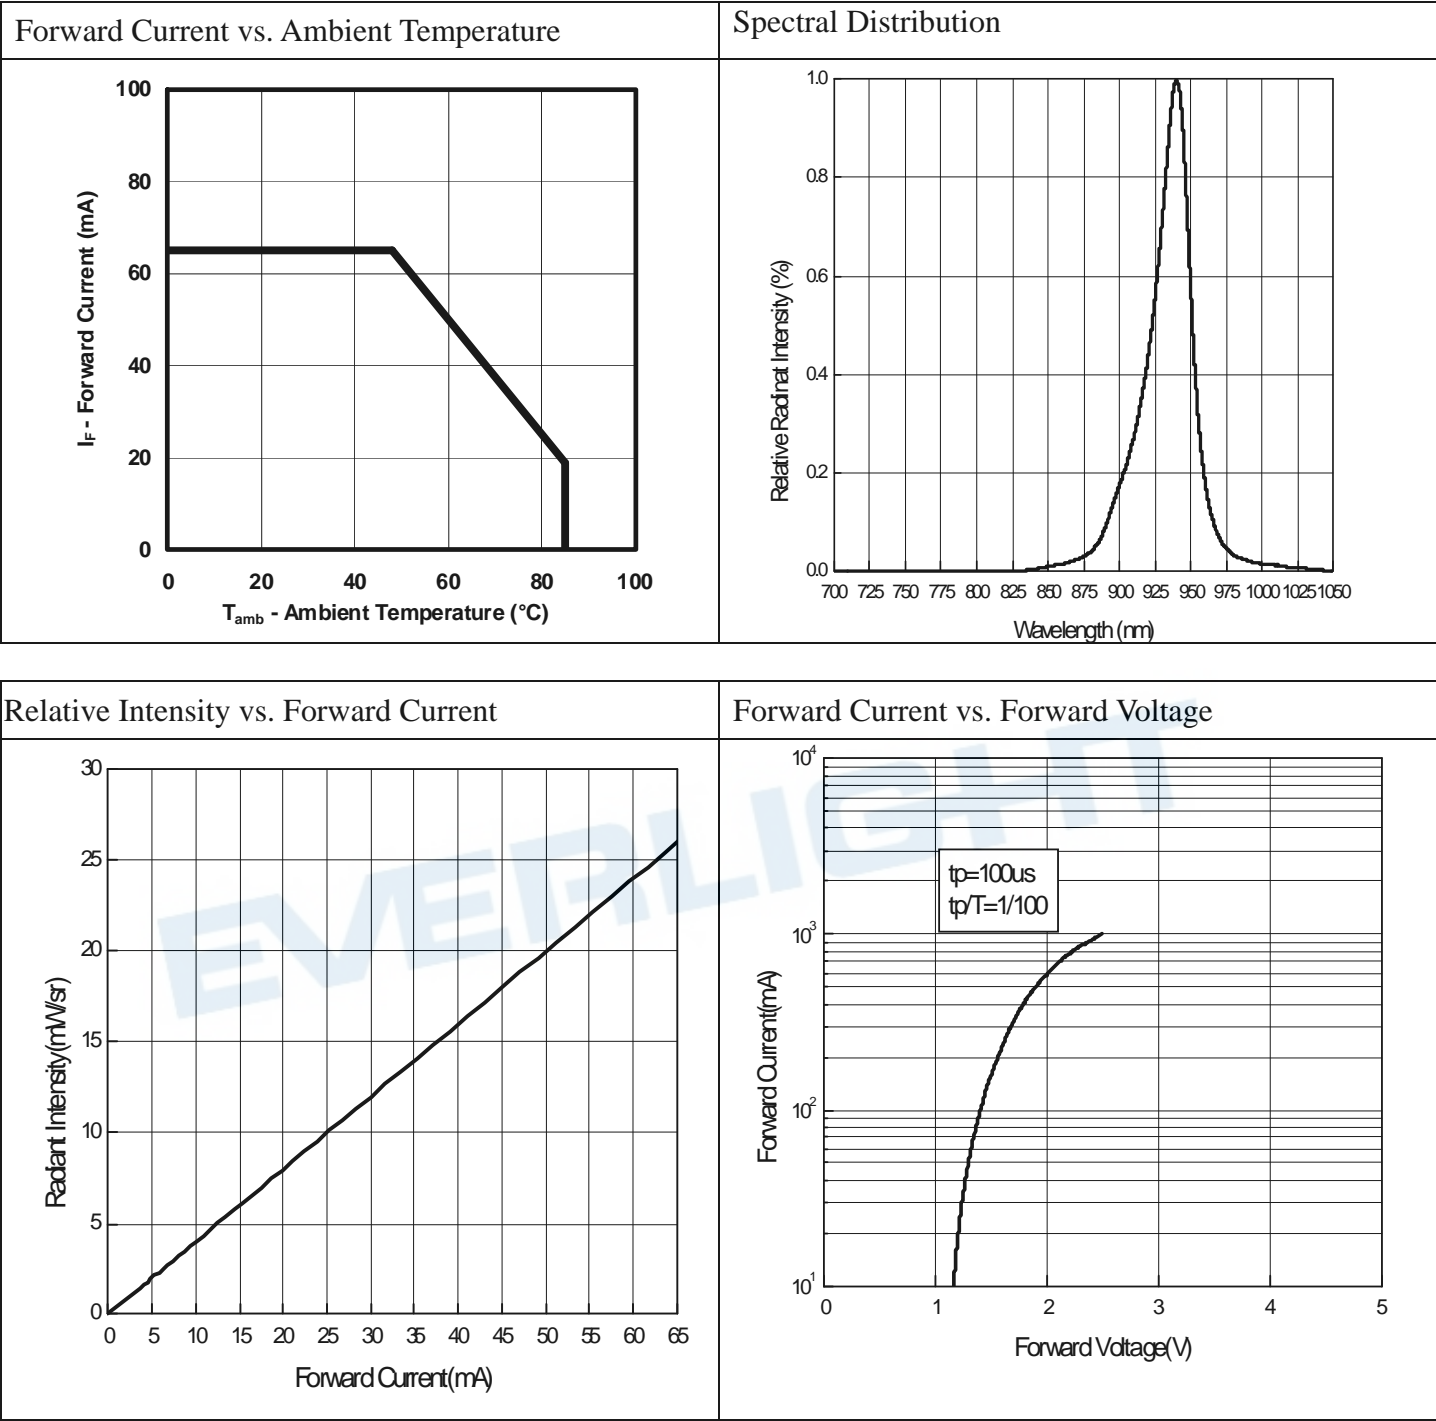 Forward Current vs. Ambient Temperature
100
80
60
40
20
0
0 20 40 60 80 100
IF - Forward Current (mA)
Tamb - Ambient Temperature (°C)
Spectral Distribution
1.0
0.8
0.6
0.4
0.2
0.0
700 725 750 775 800 825 850 875 900 925 950 975 1000 1025 1050
Relative Radinat Intensity (%)
Wavelength (nm)
Relative Intensity vs. Forward Current
30
25
20
15
10
5
0
0 5 10 15 20 25 30 35 40 45 50 55 60 65
Radiant Intensity(mW/sr)
Forward Current(mA)
Forward Current vs. Forward Voltage
10⁴
10³
10²
10¹
tp=100us
tp/T=1/100
0 1 2 3 4 5
Forward Current(mA)
Forward Voltage(V)
EVERLIGHT